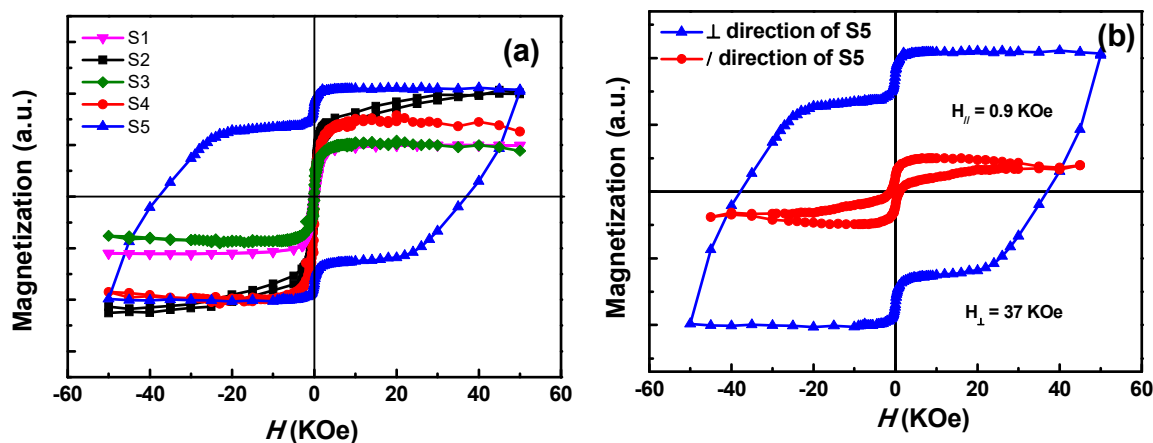 S1
S2
S3
S4
S5
(a)
Magnetization (a.u.)
-60 -40 -20 0 20 40 60
H (KOe)
⊥ direction of S5
/ direction of S5
(b)
H// = 0.9 KOe
H⊥ = 37 KOe
Magnetization (a.u.)
-60 -40 -20 0 20 40 60
H (KOe)